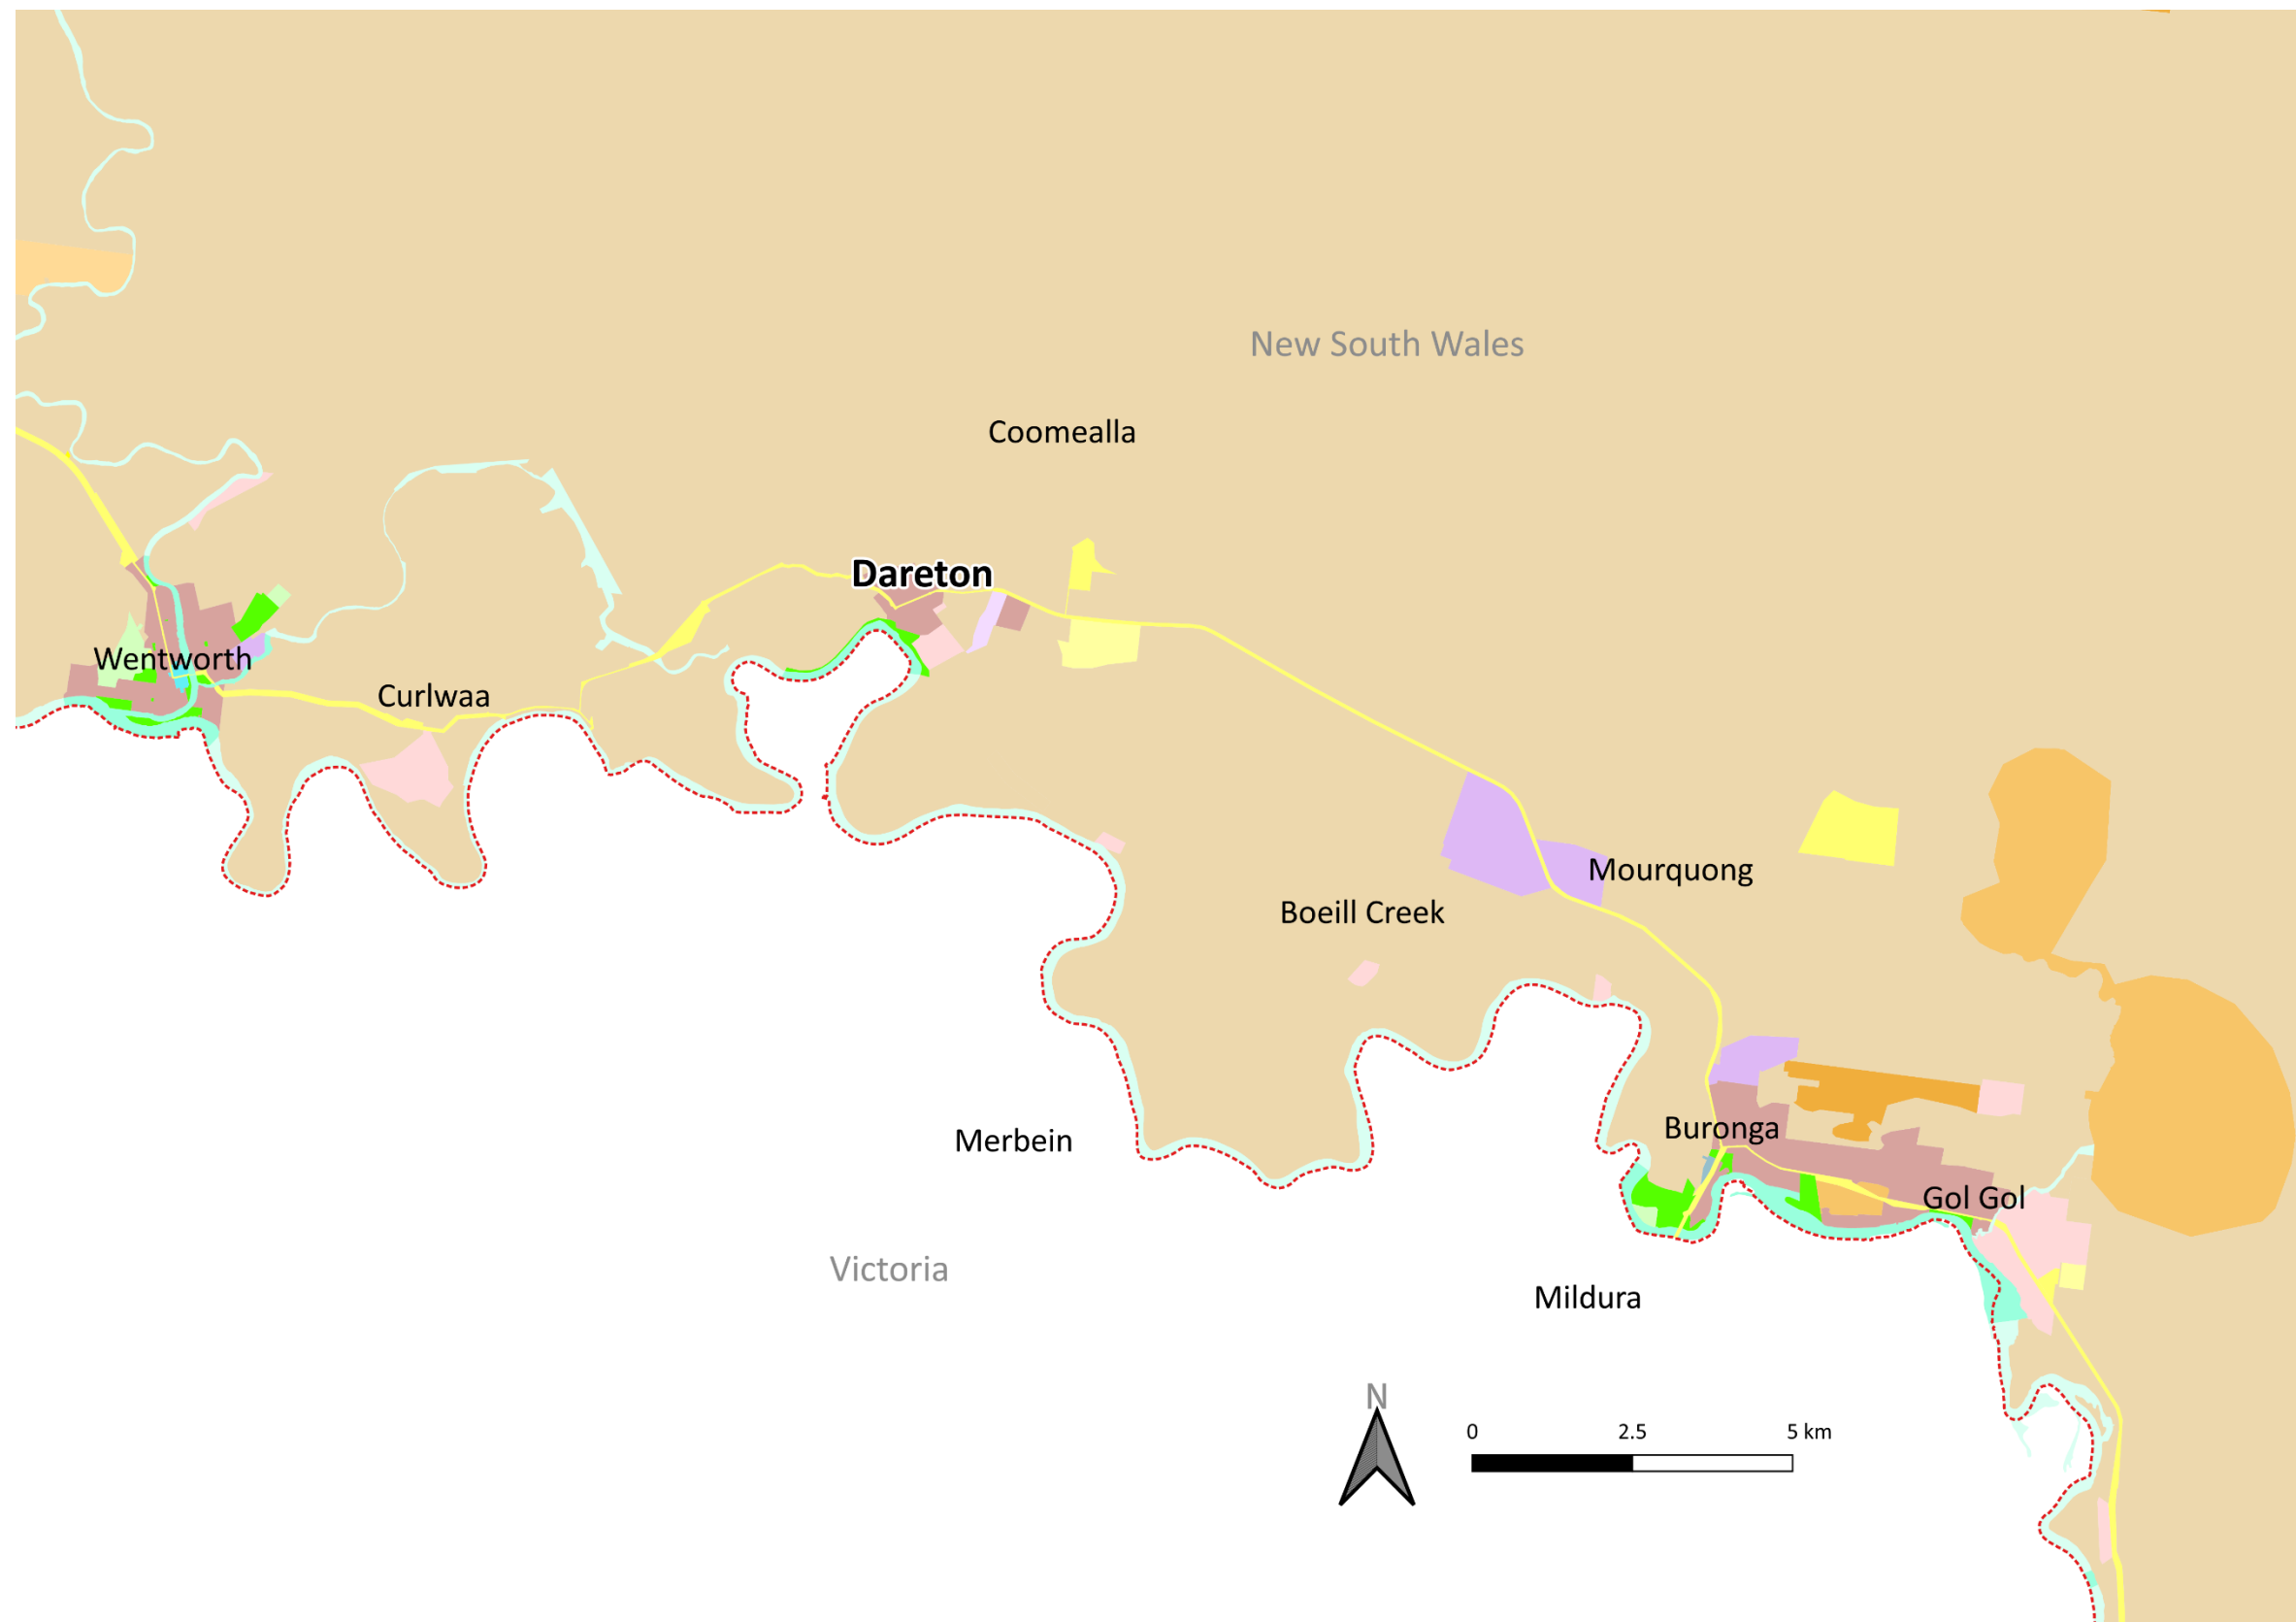 New South Wales
Coomealla
Dareton
Wentworth
Curlwaa
Mourquong
Boeill Creek
Buronga
Merbein
Gol Gol
Victoria
Mildura
N
0 2.5 5 km